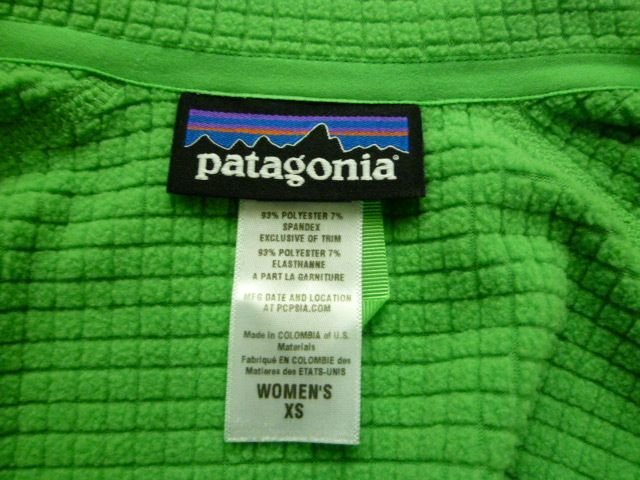 patagonia®
93% POLYESTER 7%
SPANDEX
EXCLUSIVE OF TRIM
93% POLYESTER 7%
ELASTHANNE
A PART LA GARNITURE
MFG DATE AND LOCATION
AT PCPSIA.COM
Made in COLOMBIA of U.S.
Materials
Fabriqué EN COLOMBIE des
Matieres des ETATS-UNIS
WOMEN'S
XS